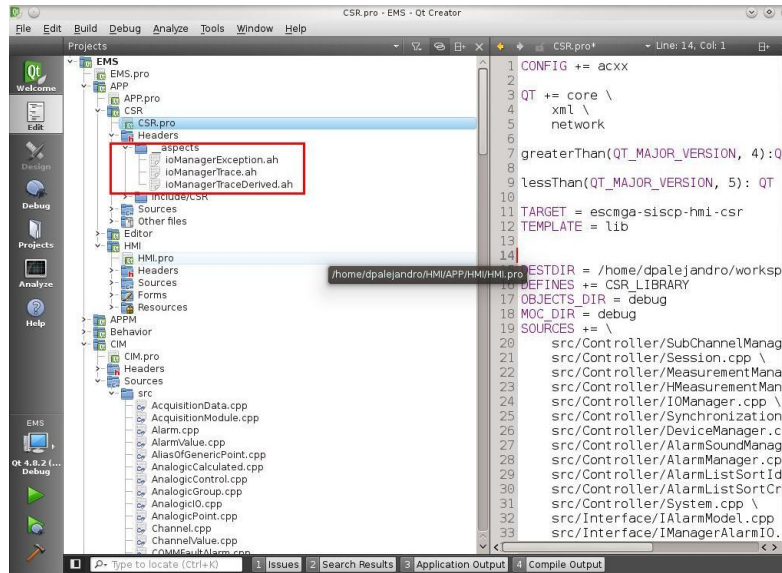 CSR.pro - EMS - Qt Creator
File Edit Build Debug Analyze Tools Window Help
Projects
CSR.pro*
Line: 14, Col: 1
Welcome
Edit
Design
Debug
Projects
Analyze
Help
EMS
Qt 4.8.2 (...
Debug
EMS
EMS.pro
APP
APP.pro
CSR
CSR.pro
Headers
__aspects
ioManagerException.ah
ioManagerTrace.ah
ioManagerTraceDerived.ah
include/CSR
Sources
Other files
Editor
HMI
HMI.pro
Headers
Sources
Forms
Resources
APPM
Behavior
CIM
CIM.pro
Headers
Sources
src
AcquisitionData.cpp
AcquisitionModule.cpp
Alarm.cpp
AlarmValue.cpp
AliasOfGenericPoint.cpp
AnalogicCalculated.cpp
AnalogicControl.cpp
AnalogicGroup.cpp
AnalogicIO.cpp
AnalogicPoint.cpp
Channel.cpp
ChannelValue.cpp
COMMFaultAlarm.cpp
/home/dpalejandro/HMI/APP/HMI/HMI.pro
1 CONFIG += acxx
2
3 QT += core \
4 xml \
5 network
6
7 greaterThan(QT_MAJOR_VERSION, 4):Q
8
9 lessThan(QT_MAJOR_VERSION, 5): QT
10
11 TARGET = escmga-siscp-hmi-csr
12 TEMPLATE = lib
13
14
DESTDIR = /home/dpalejandro/worksp
16 DEFINES += CSR_LIBRARY
17 OBJECTS_DIR = debug
18 MOC_DIR = debug
19 SOURCES += \
20 src/Controller/SubChannelManag
21 src/Controller/Session.cpp \
22 src/Controller/MeasurementMana
23 src/Controller/HMeasurementMan
24 src/Controller/IOManager.cpp \
25 src/Controller/Synchronization
26 src/Controller/DeviceManager.c
27 src/Controller/AlarmSoundManag
28 src/Controller/AlarmManager.cp
29 src/Controller/AlarmListSortId
30 src/Controller/AlarmListSortCr
31 src/Controller/System.cpp \
32 src/Interface/IAlarmModel.cpp
33 src/Interface/IManagerAlarmIO.
Type to locate (Ctrl+K)
1 Issues
2 Search Results
3 Application Output
4 Compile Output